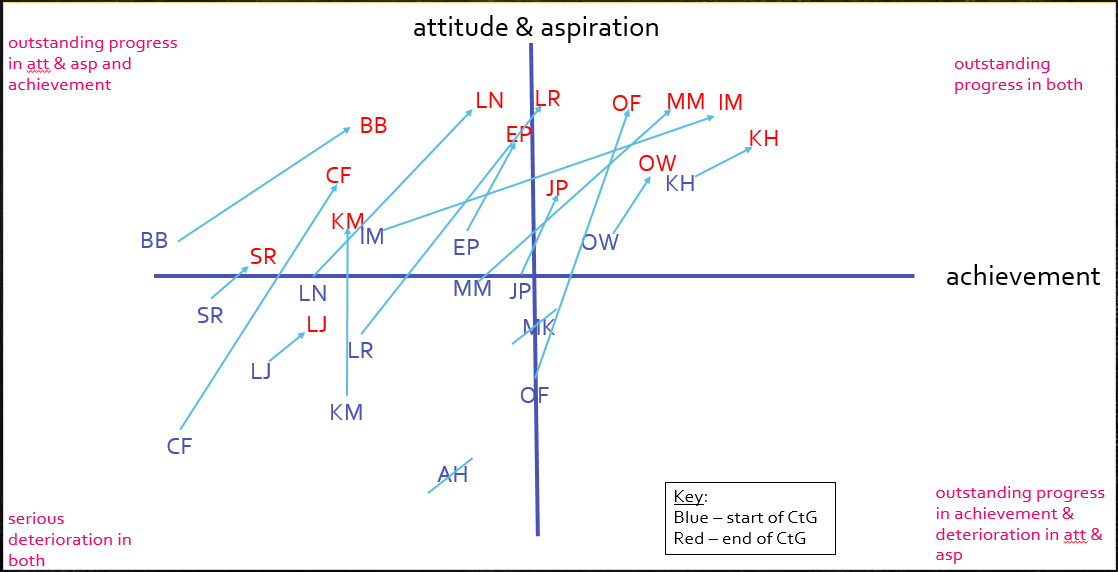 attitude & aspiration
outstanding progress
in att & asp and
achievement
outstanding
progress in both
LN
LR
OF
MM
IM
BB
EP
KH
OW
CF
KH
JP
KM
IM
BB
EP
OW
SR
achievement
LN
MM
JP
SR
LJ
MK
LR
LJ
OF
KM
CF
AH
Key:
Blue – start of CtG
Red – end of CtG
outstanding progress
in achievement &
deterioration in att &
asp
serious
deterioration in
both